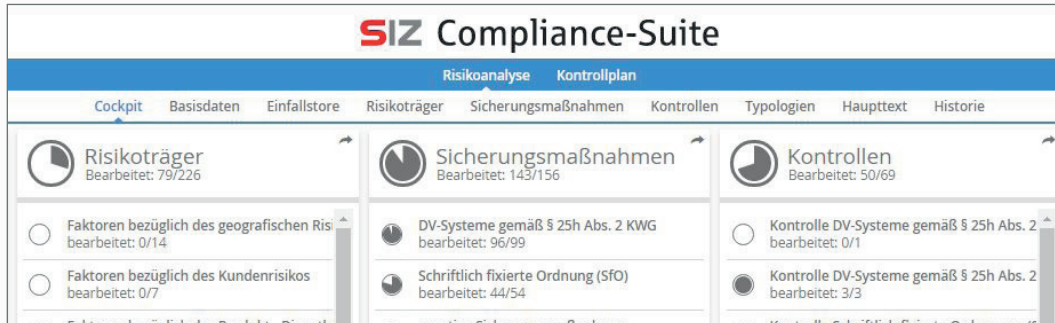 SIZ Compliance-Suite
Risikoanalyse Kontrollplan
Cockpit Basisdaten Einfallstore Risikoträger Sicherungsmaßnahmen Kontrollen Typologien Haupttext Historie
Risikoträger
Bearbeitet: 79/226
Faktoren bezüglich des geografischen
bearbeitet: 0/14
Faktoren bezüglich des Kundenrisikos
bearbeitet: 0/7
Sicherungsmaßnahmen
Bearbeitet: 143/156
DV-Systeme gemäß § 25h Abs. 2 KWG
bearbeitet: 96/99
Schriftlich fixierte Ordnung (SfO)
bearbeitet: 44/54
Kontrollen
Bearbeitet: 50/69
Kontrolle DV-Systeme gemäß § 25h Abs. 2
bearbeitet: 0/1
Kontrolle DV-Systeme gemäß § 25h Abs. 2
bearbeitet: 3/3